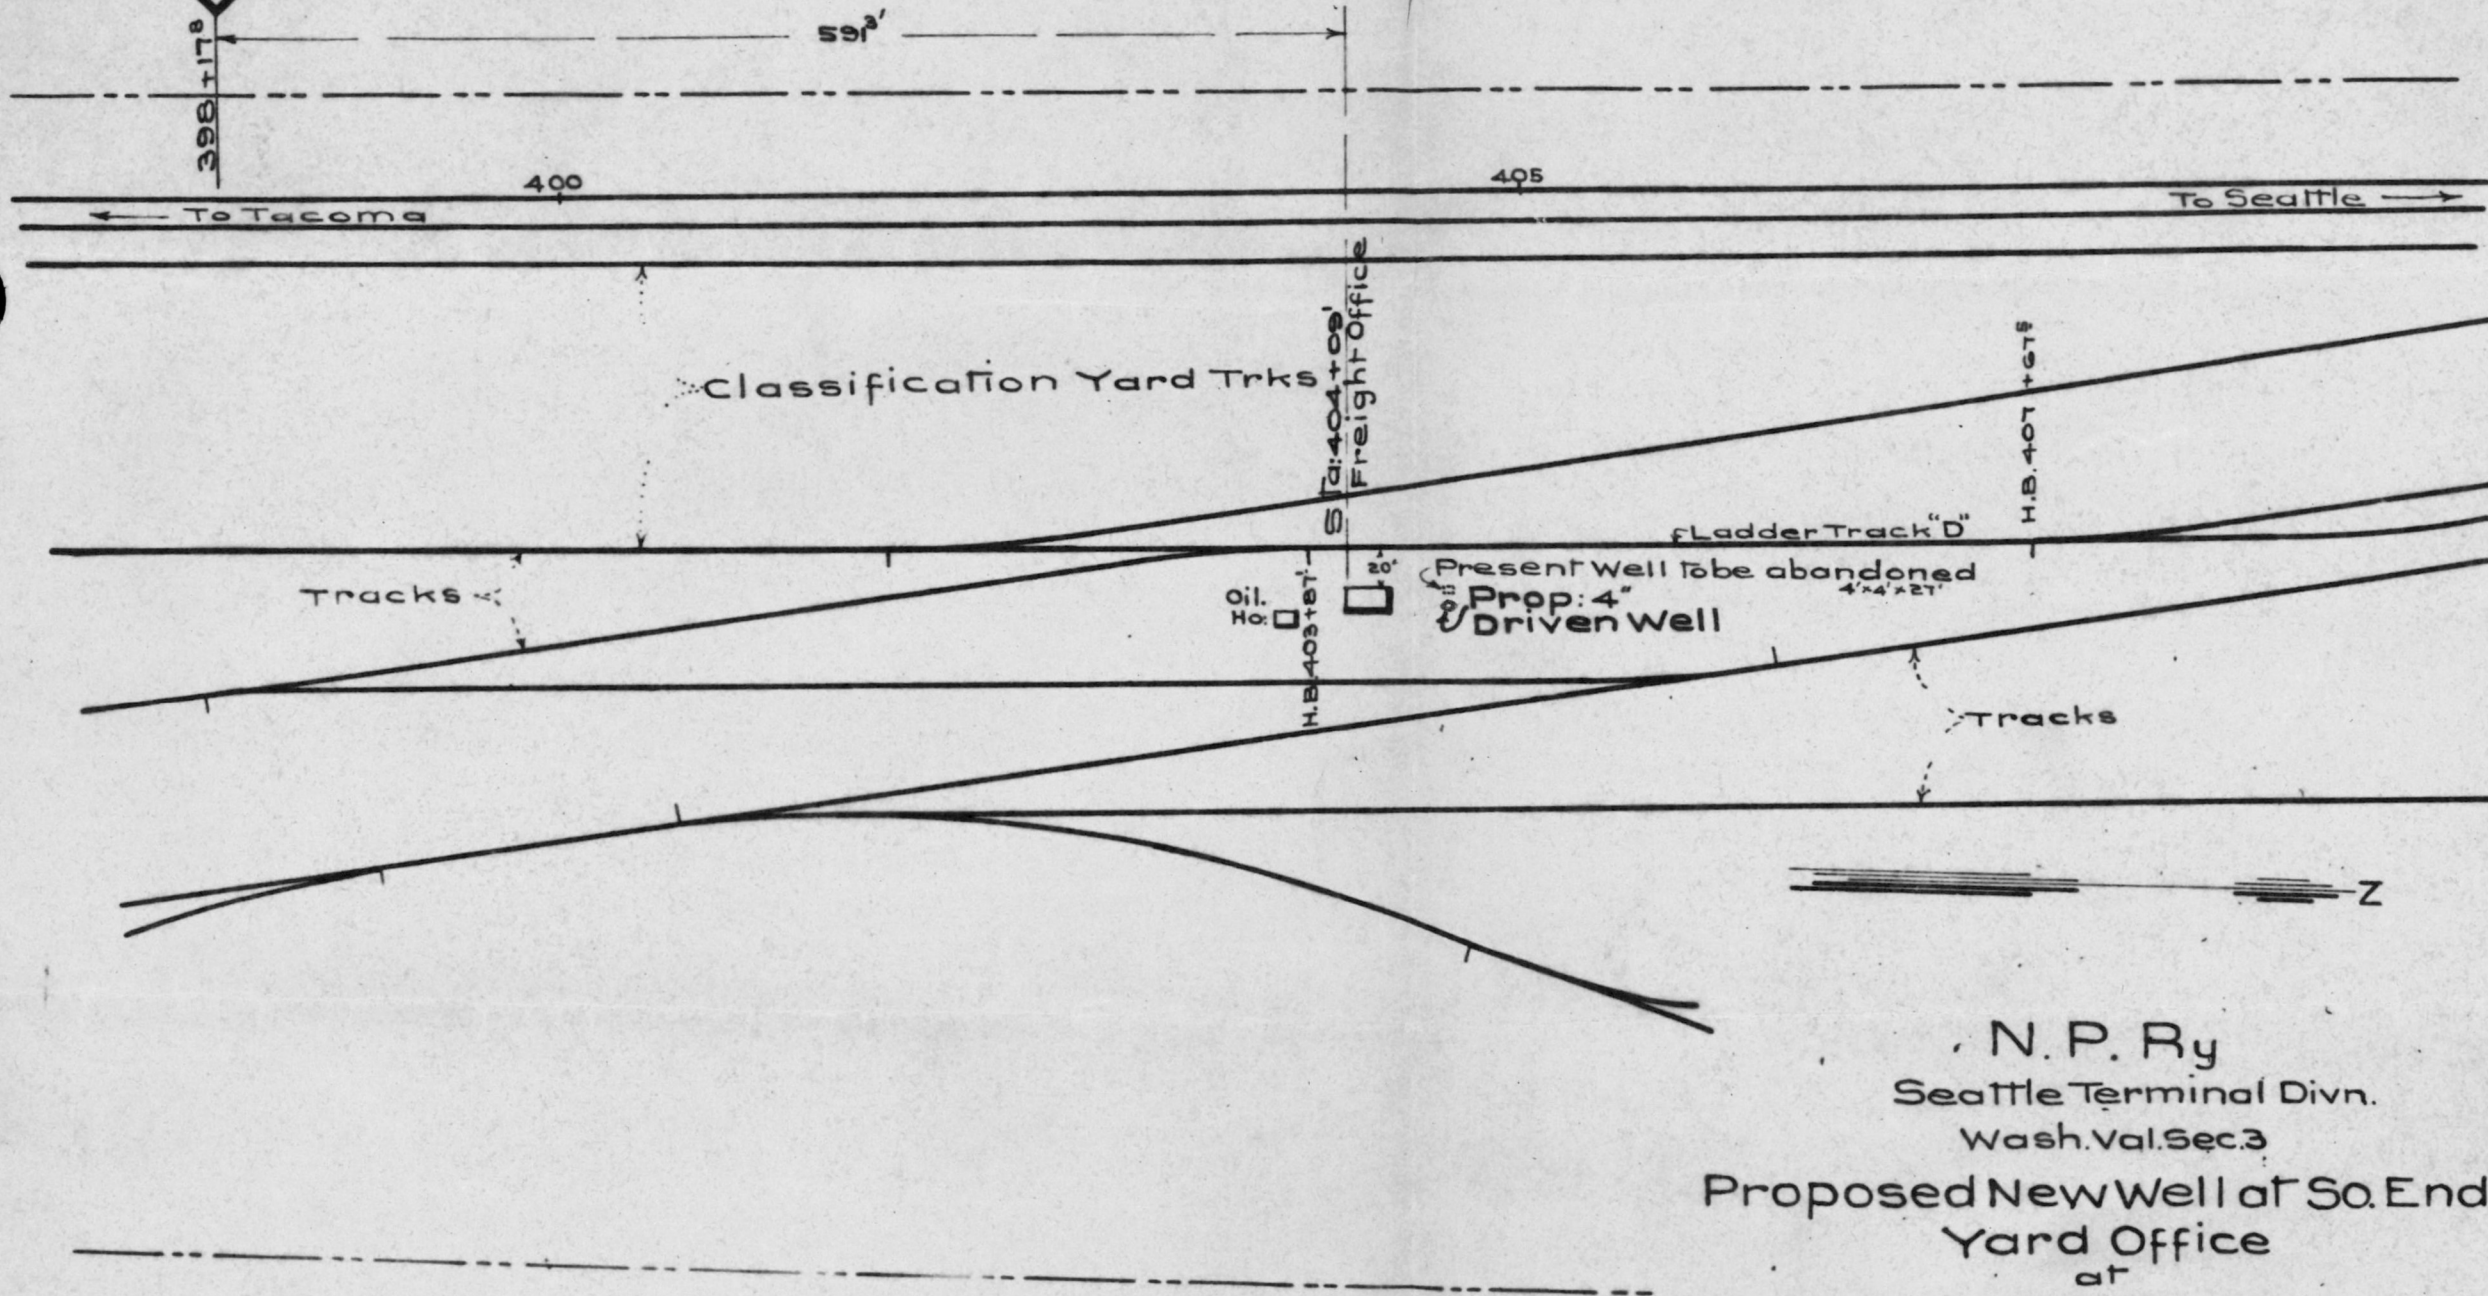 591³'
398+17⁸
400
405
← To Tacoma
To Seattle →
Sta:404+09'
Freight Office
Classification Yard Trks
H.B.407+67⁵
Ladder Track "D"
Tracks
20'
Present Well to be abandoned
4'x4'x27'
Oil.
Ho.
Prop: 4"
Driven Well
H.B.403+87'
Tracks
Z
N. P. Ry
Seattle Terminal Divn.
Wash. Val. Sec. 3
Proposed New Well at So. End
Yard Office
at